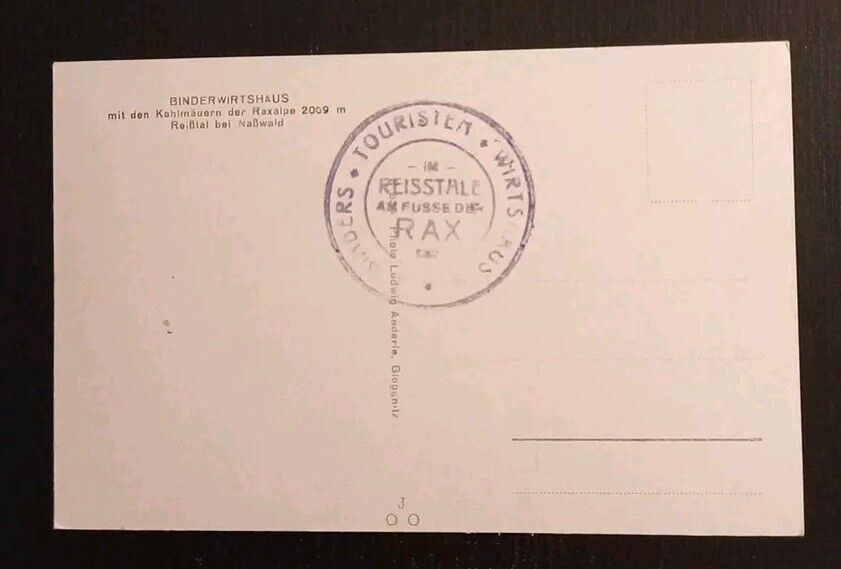 BINDERWIRTSHAUS
mit den Kahlmäuern der Raxalpe 2009 m
Reißtal bei Naßwald
BINDERS * TOURISTEN * WIRTSHAUS
- IM -
REISSTALE
AM FUSSE DER
RAX
Photo Ludwig Anderle, Gloggnitz
J